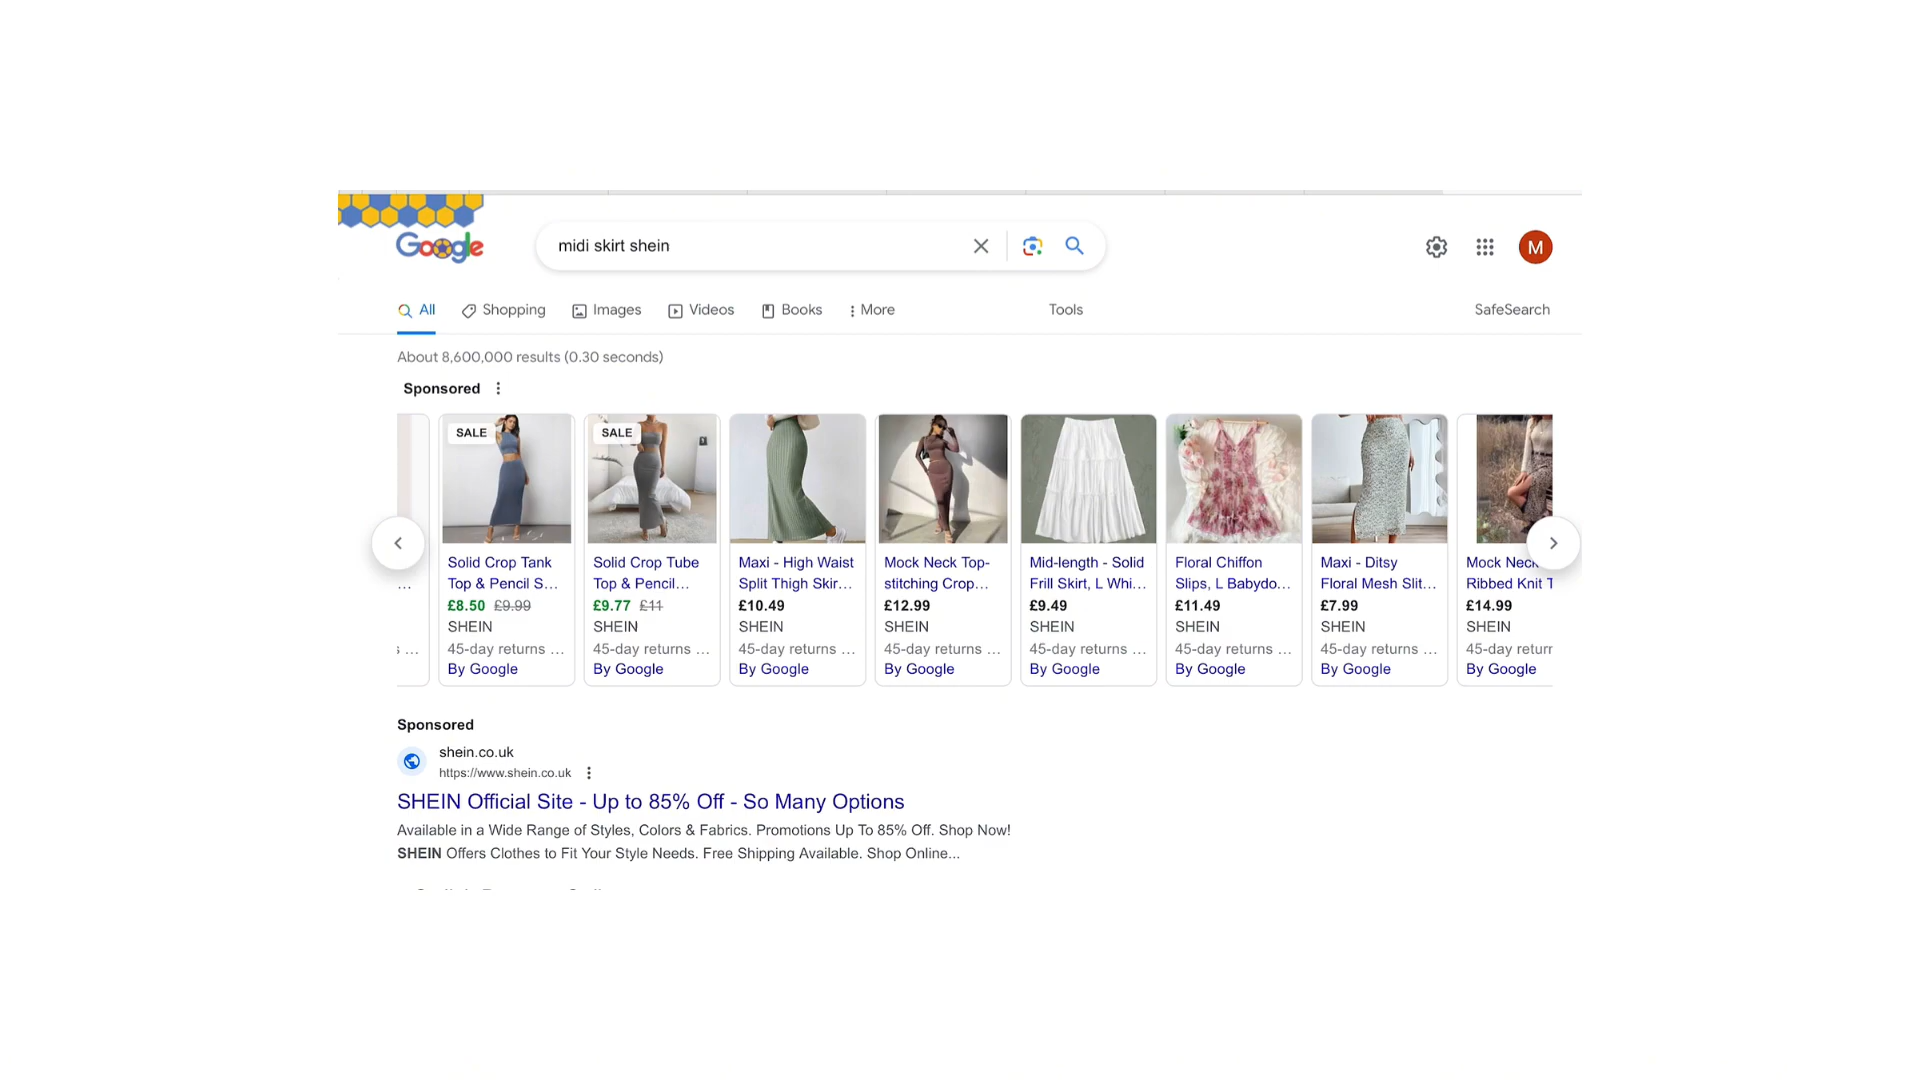 Google
midi skirt shein
M
All Shopping Images Videos Books More Tools SafeSearch
About 8,600,000 results (0.30 seconds)
Sponsored
...
s ...
SALE
Solid Crop Tank
Top & Pencil S...
£8.50 £9.99
SHEIN
45-day returns ...
By Google
SALE
Solid Crop Tube
Top & Pencil...
£9.77 £11
SHEIN
45-day returns ...
By Google
Maxi - High Waist
Split Thigh Skir...
£10.49
SHEIN
45-day returns ...
By Google
Mock Neck Top-
stitching Crop...
£12.99
SHEIN
45-day returns ...
By Google
Mid-length - Solid
Frill Skirt, L Whi...
£9.49
SHEIN
45-day returns ...
By Google
Floral Chiffon
Slips, L Babydo...
£11.49
SHEIN
45-day returns ...
By Google
Maxi - Ditsy
Floral Mesh Slit...
£7.99
SHEIN
45-day returns ...
By Google
Mock Neck
Ribbed Knit T
£14.99
SHEIN
45-day return
By Google
Sponsored
shein.co.uk
https://www.shein.co.uk
SHEIN Official Site - Up to 85% Off - So Many Options
Available in a Wide Range of Styles, Colors & Fabrics. Promotions Up To 85% Off. Shop Now!
SHEIN Offers Clothes to Fit Your Style Needs. Free Shipping Available. Shop Online...